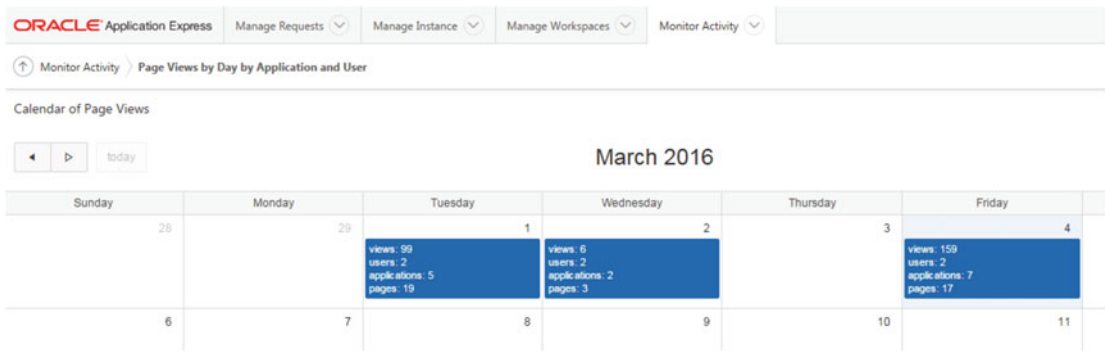 ORACLE Application Express Manage Requests Manage Instance Manage Workspaces Monitor Activity
Monitor Activity Page Views by Day by Application and User
Calendar of Page Views
today March 2016
Sunday Monday Tuesday Wednesday Thursday Friday
28 29 1 2 3 4
views: 99 views: 6 views: 159
users: 2 users: 2 users: 2
applications: 5 applications: 2 applications: 7
pages: 19 pages: 3 pages: 17
6 7 8 9 10 11